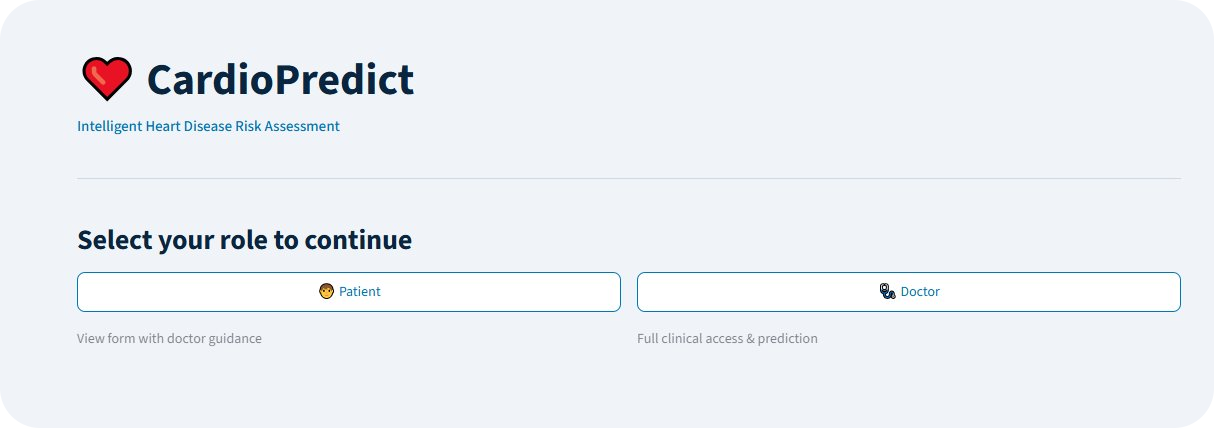 CardioPredict
Intelligent Heart Disease Risk Assessment
Select your role to continue
Patient
Doctor
View form with doctor guidance
Full clinical access & prediction